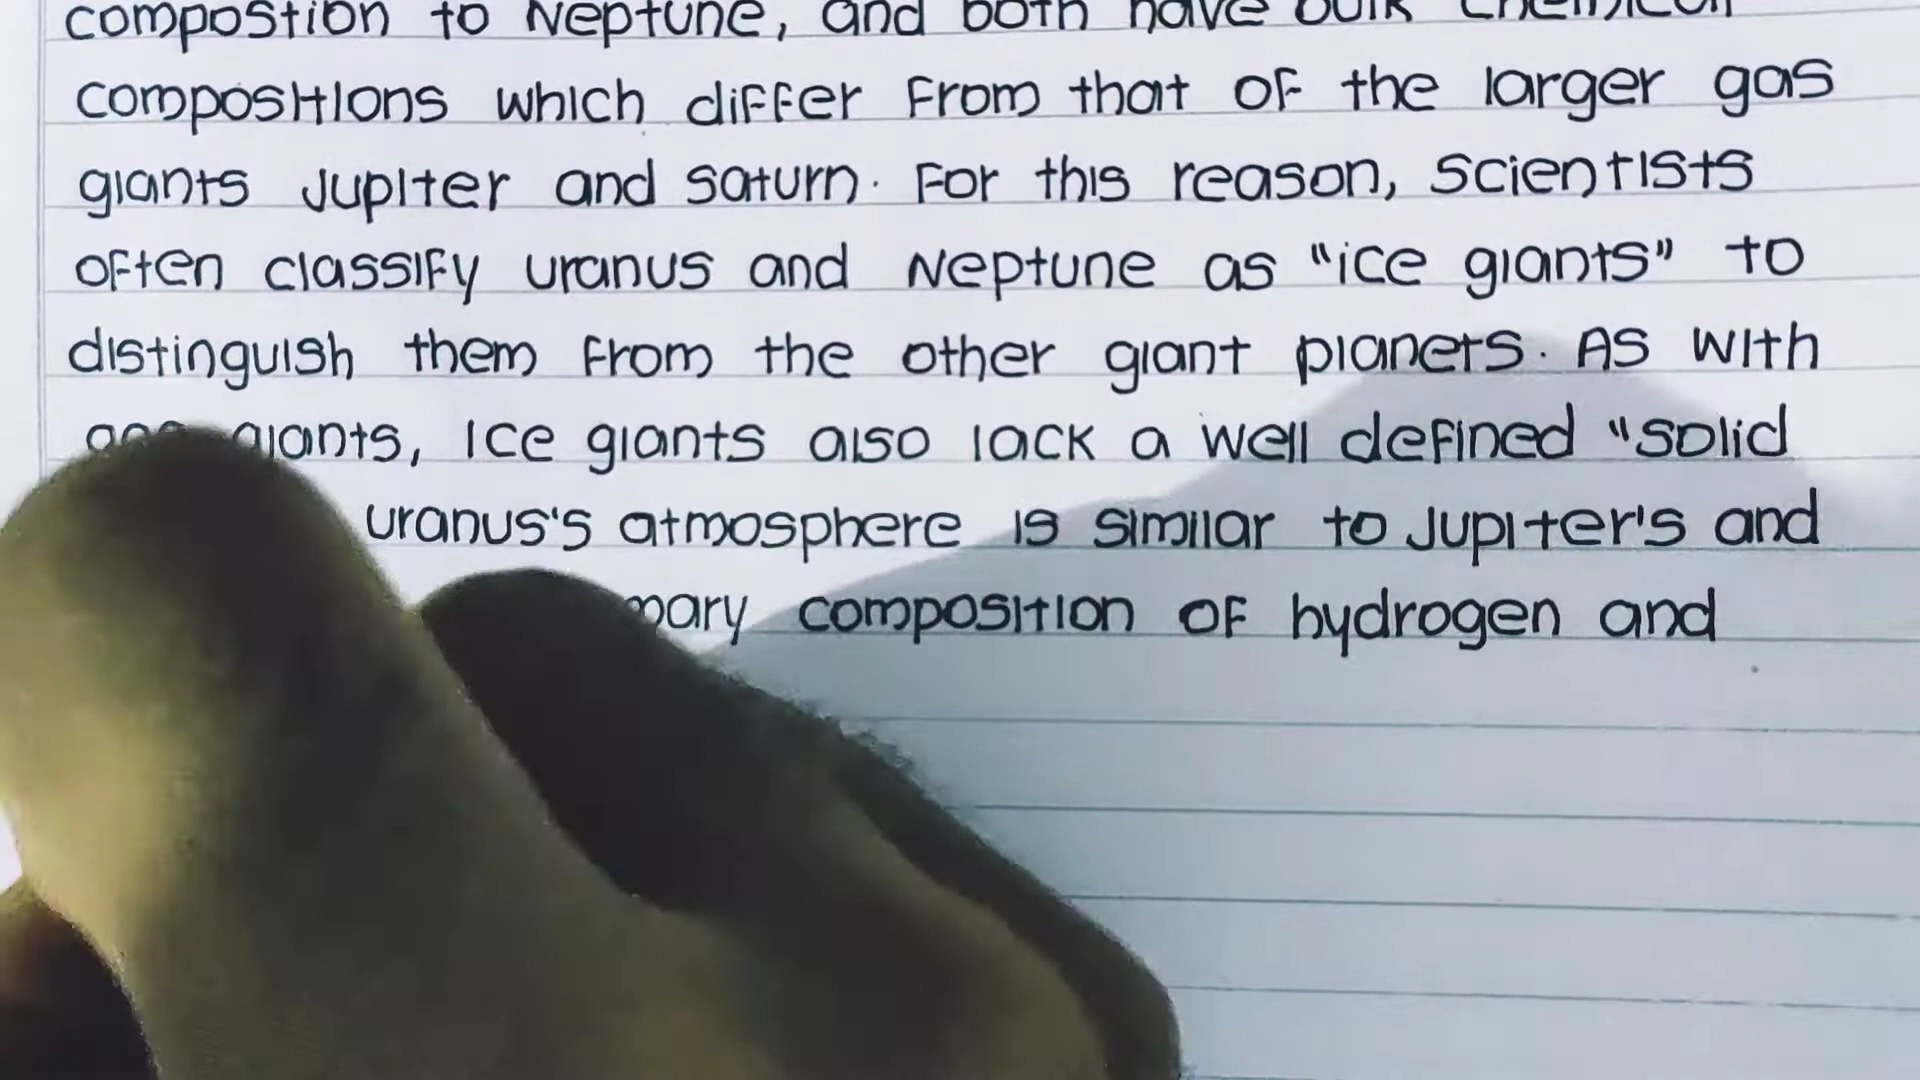 compostion to Neptune, and both have bulk chemical
compositions which differ from that of the larger gas
giants Jupiter and Saturn. For this reason, scientists
often classify Uranus and Neptune as "ice giants" to
distinguish them from the other giant planets. As with
giants, Ice giants also lack a well defined "solid
Uranus's atmosphere is similar to Jupiter's and
composition of hydrogen and